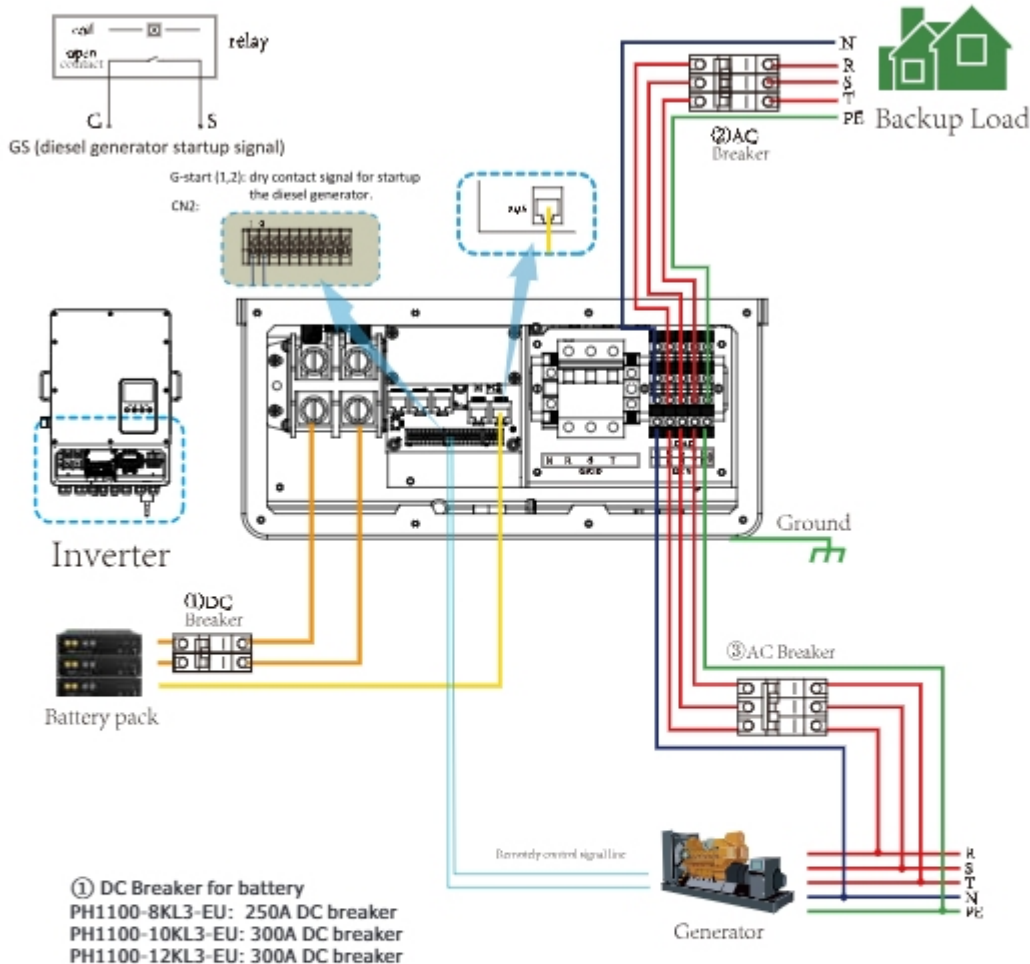 coil
open
contact
relay
G S
GS (diesel generator startup signal)
G-start (1,2): dry contact signal for startup
the diesel generator.
CN2:
N
R
S
T
PE
Backup Load
②AC
Breaker
N R S T
GRID
Inverter
Ground
①DC
Breaker
Battery pack
③AC Breaker
Remotely control signal line
Generator
R
S
T
N
PE
① DC Breaker for battery
PH1100-8KL3-EU: 250A DC breaker
PH1100-10KL3-EU: 300A DC breaker
PH1100-12KL3-EU: 300A DC breaker